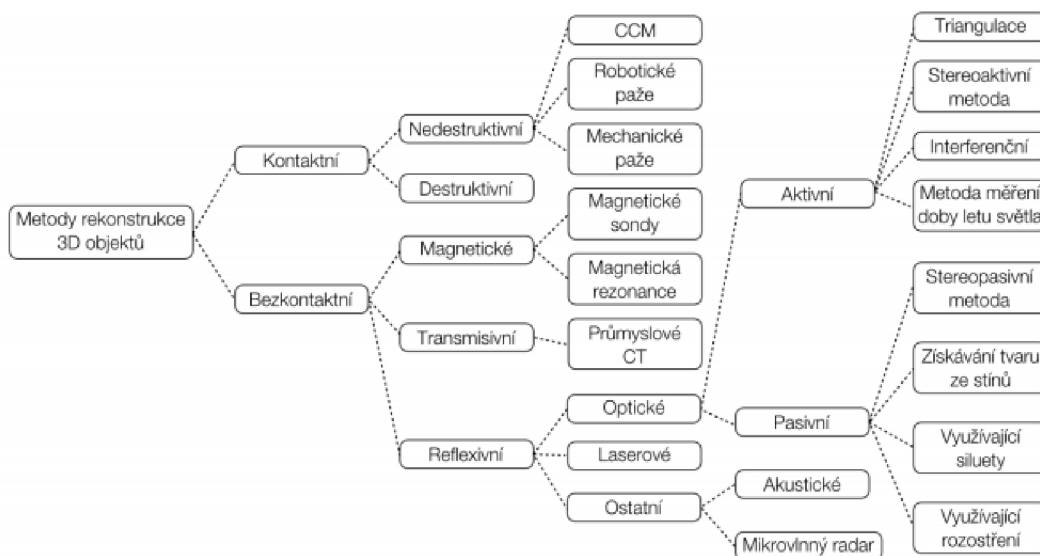 Metody rekonstrukce
3D objektů
Kontaktní
Bezkontaktní
Nedestruktivní
Destruktivní
Magnetické
Transmisivní
Reflexivní
CCM
Robotické
paže
Mechanické
paže
Magnetické
sondy
Magnetická
rezonance
Průmyslové
CT
Optické
Laserové
Ostatní
Aktivní
Pasivní
Akustické
Mikrovlnný radar
Triangulace
Stereoaktivní
metoda
Interferenční
Metoda měření
doby letu světla
Stereopasivní
metoda
Získávání tvaru
ze stínů
Využívající
siluety
Využívající
rozostření